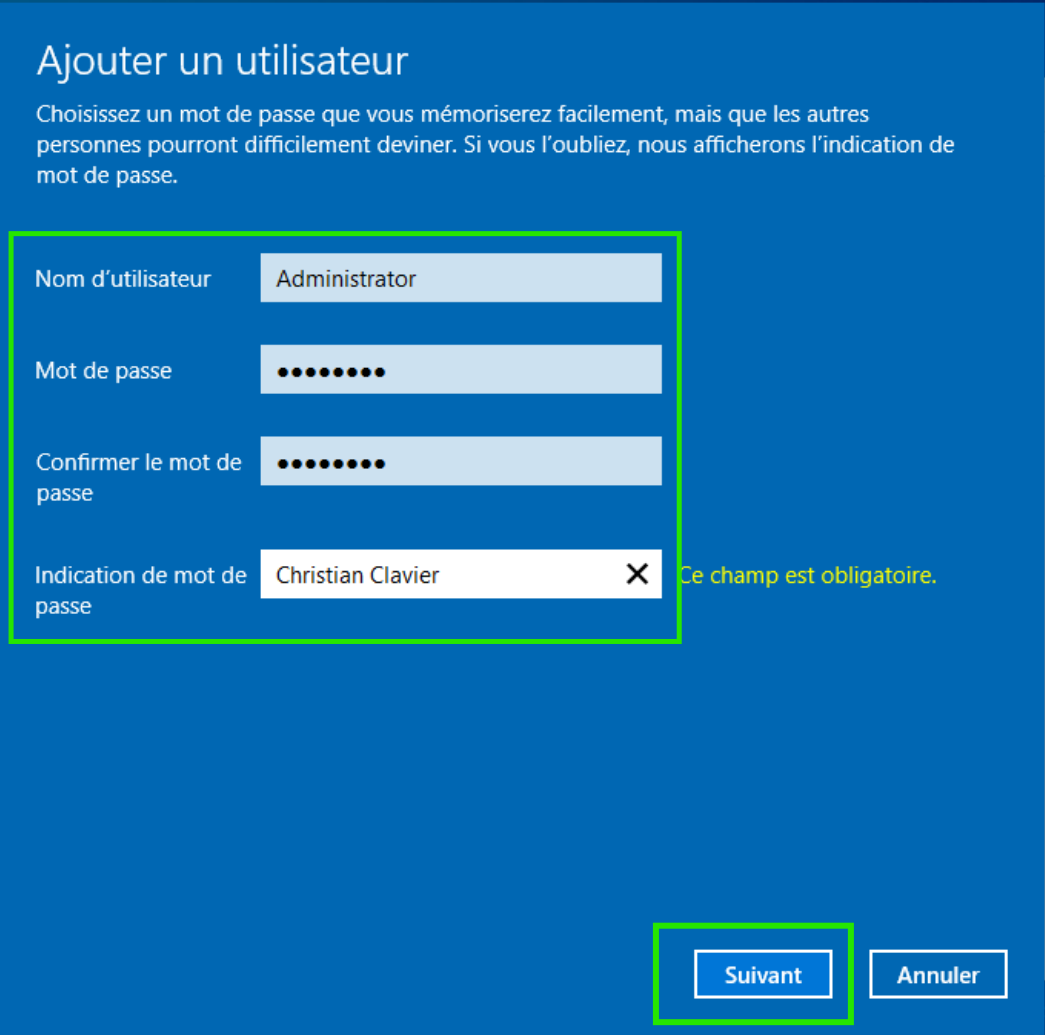 Ajouter un utilisateur
Choisissez un mot de passe que vous mémoriserez facilement, mais que les autres
personnes pourront difficilement deviner. Si vous l’oubliez, nous afficherons l’indication de
mot de passe.
Nom d’utilisateur Administrator
Mot de passe ●●●●●●●●
Confirmer le mot de ●●●●●●●●
passe
Indication de mot de Christian Clavier Ce champ est obligatoire.
passe
Suivant Annuler